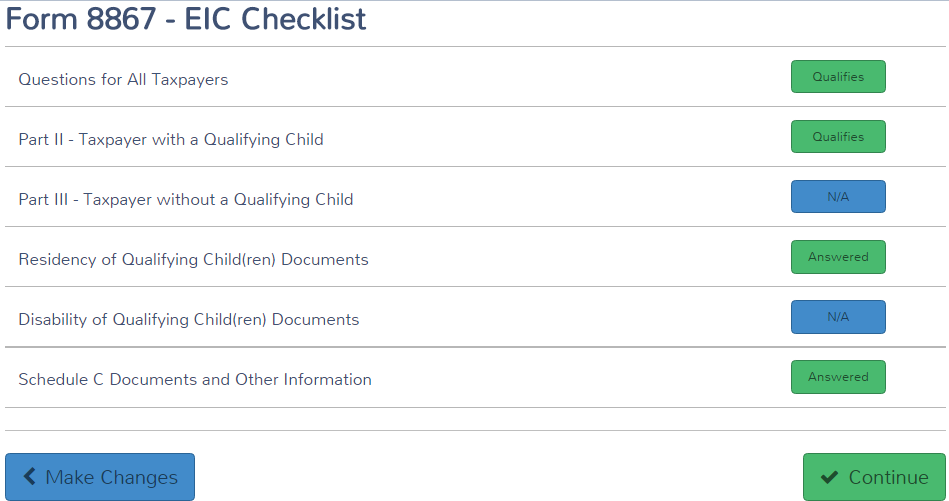 Form 8867 - EIC Checklist
Questions for All Taxpayers Qualifies
Part II - Taxpayer with a Qualifying Child Qualifies
Part III - Taxpayer without a Qualifying Child N/A
Residency of Qualifying Child(ren) Documents Answered
Disability of Qualifying Child(ren) Documents N/A
Schedule C Documents and Other Information Answered
Make Changes Continue